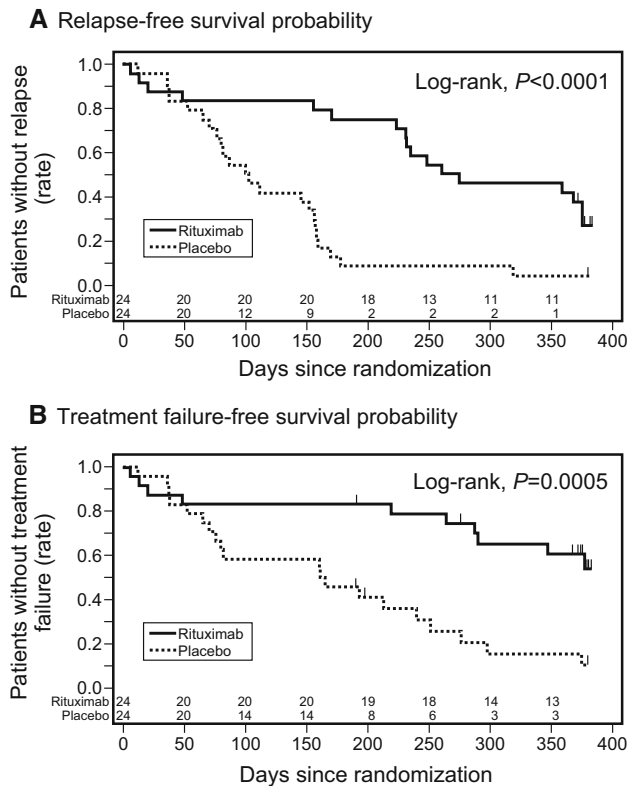 A Relapse-free survival probability
Log-rank, P<0.0001
Patients without relapse
(rate)
1.0
0.8
0.6
0.4
0.2
0.0
Rituximab
Placebo
Rituximab 24 20 20 20 18 13 11 11
Placebo 24 20 12 9 2 2 2 1
0 50 100 150 200 250 300 350 400
Days since randomization
B Treatment failure-free survival probability
Log-rank, P=0.0005
Patients without treatment
failure (rate)
1.0
0.8
0.6
0.4
0.2
0.0
Rituximab
Placebo
Rituximab 24 20 20 20 19 18 14 13
Placebo 24 20 14 14 8 6 3 3
0 50 100 150 200 250 300 350 400
Days since randomization